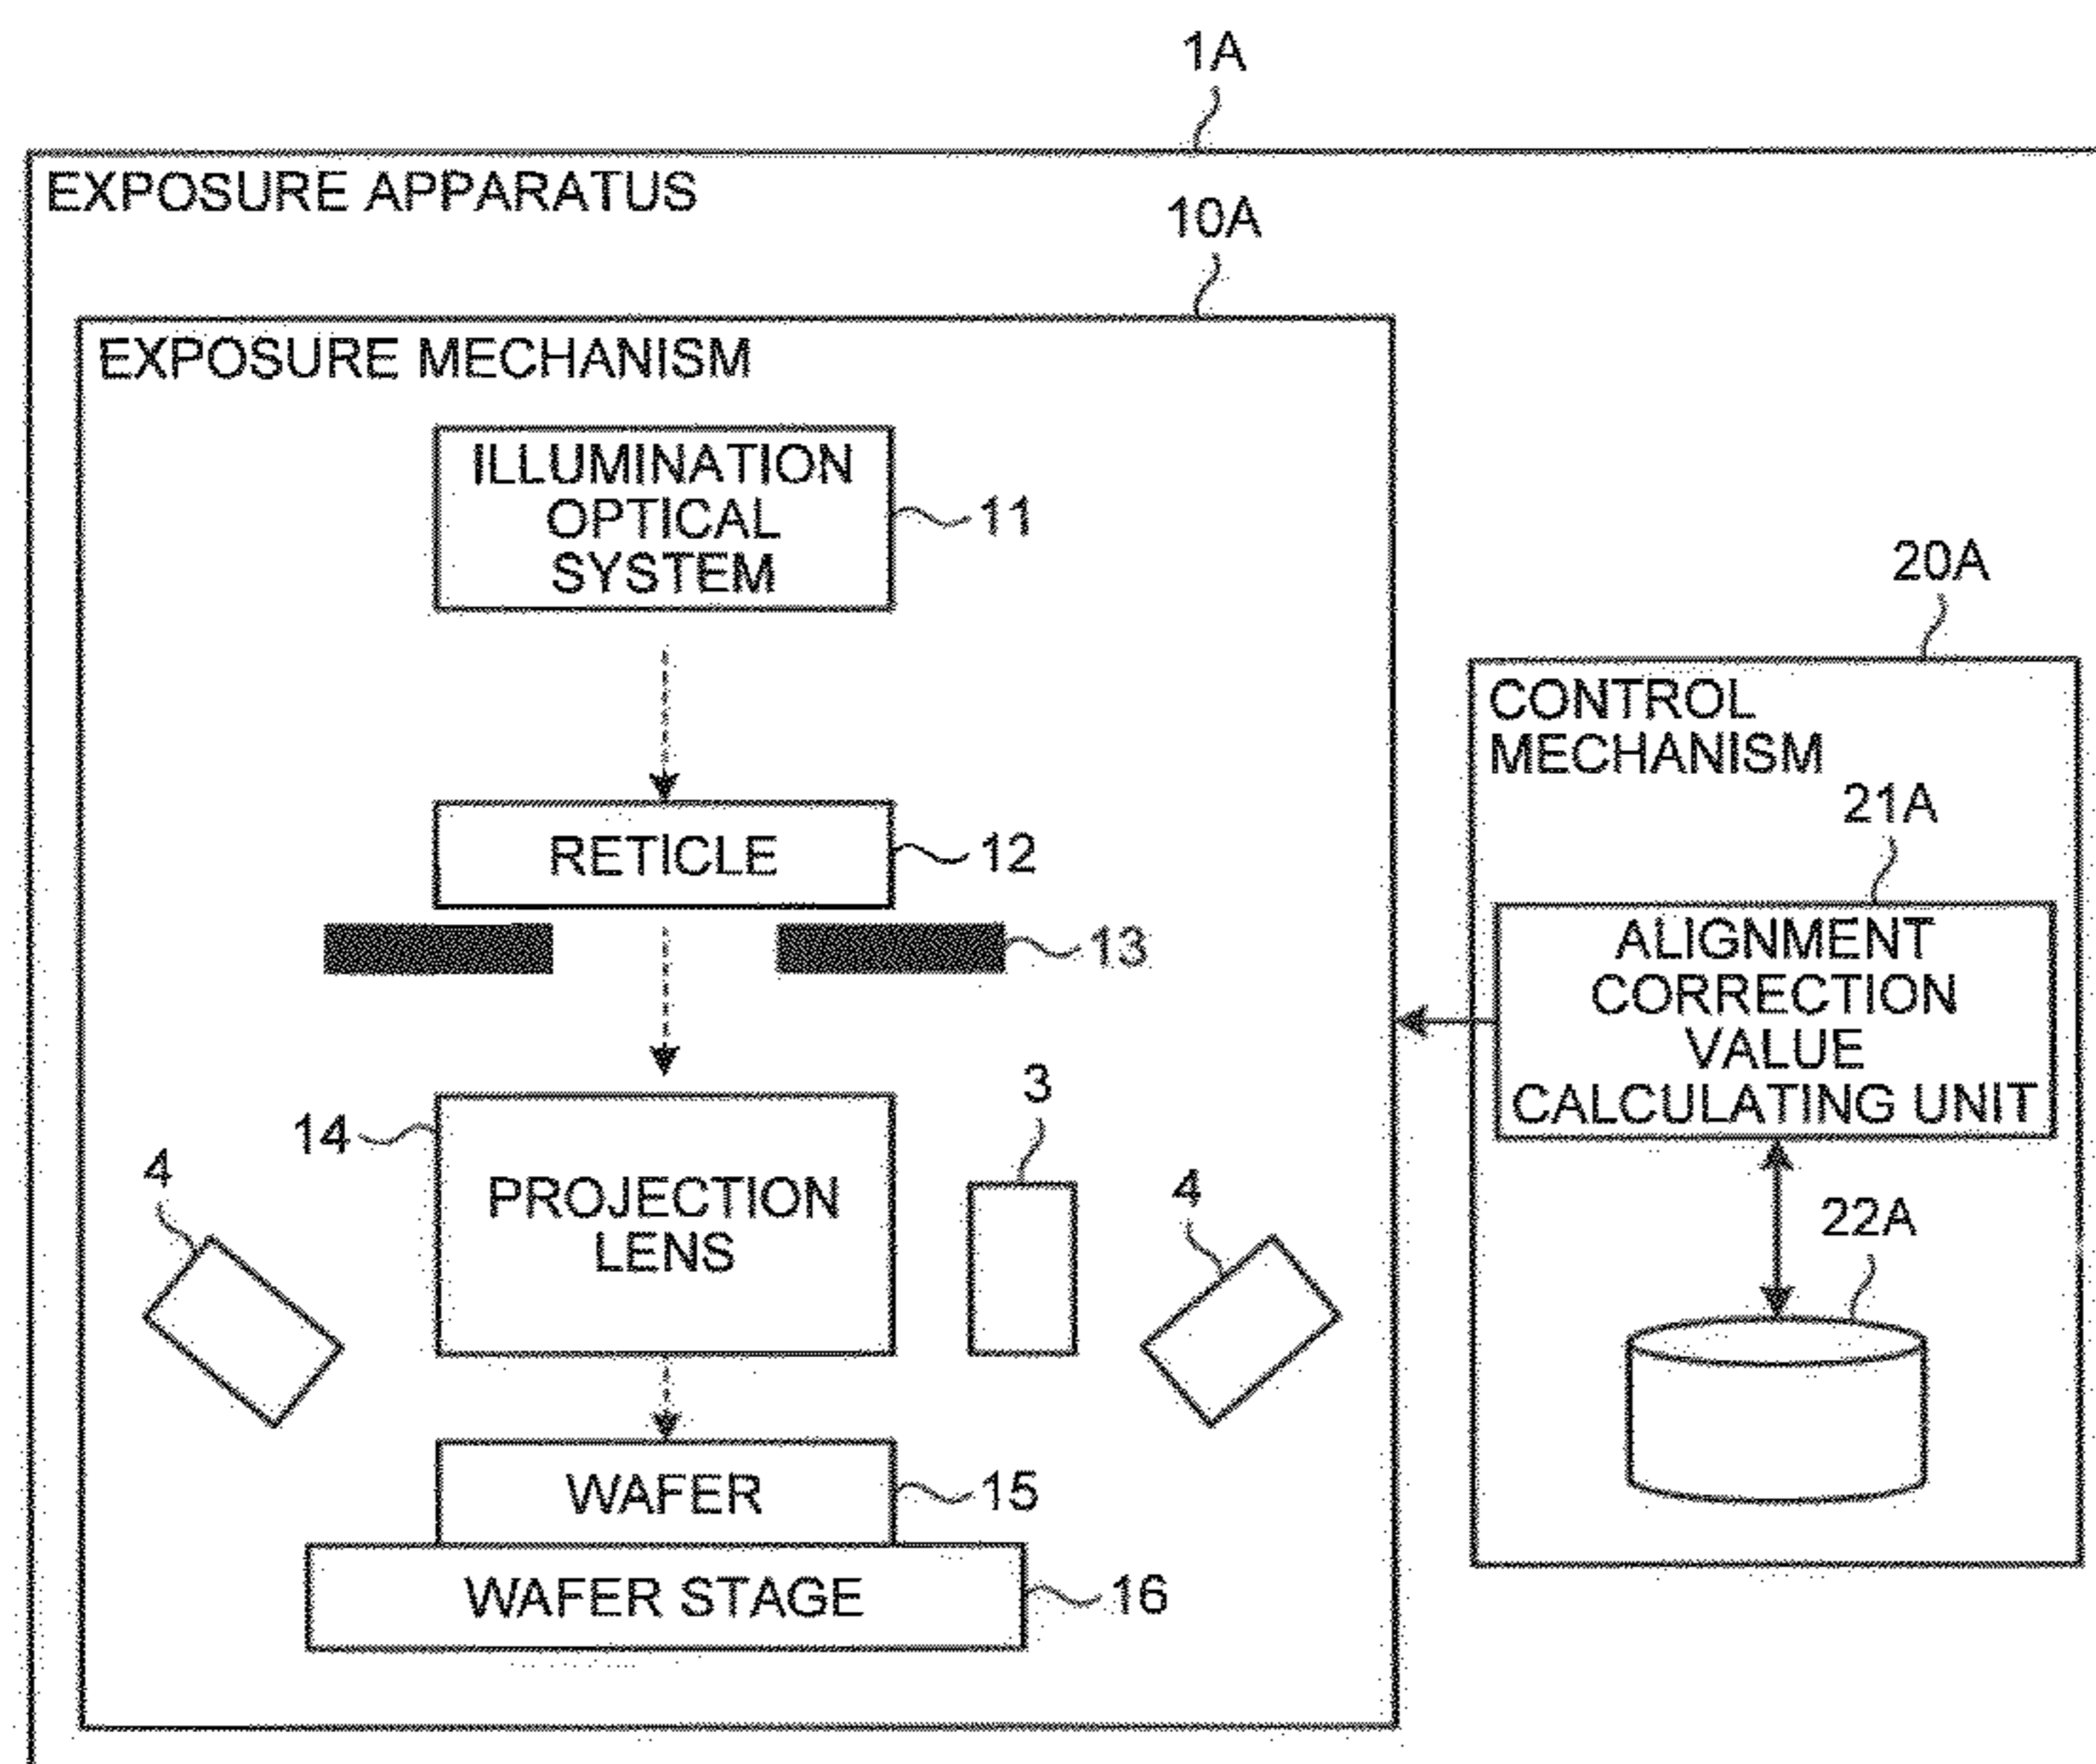 1A
EXPOSURE APPARATUS
10A
EXPOSURE MECHANISM
ILLUMINATION
OPTICAL
SYSTEM
11
RETICLE
12
13
14
PROJECTION
LENS
3
4
4
WAFER
15
WAFER STAGE
16
20A
CONTROL
MECHANISM
21A
ALIGNMENT
CORRECTION
VALUE
CALCULATING UNIT
22A